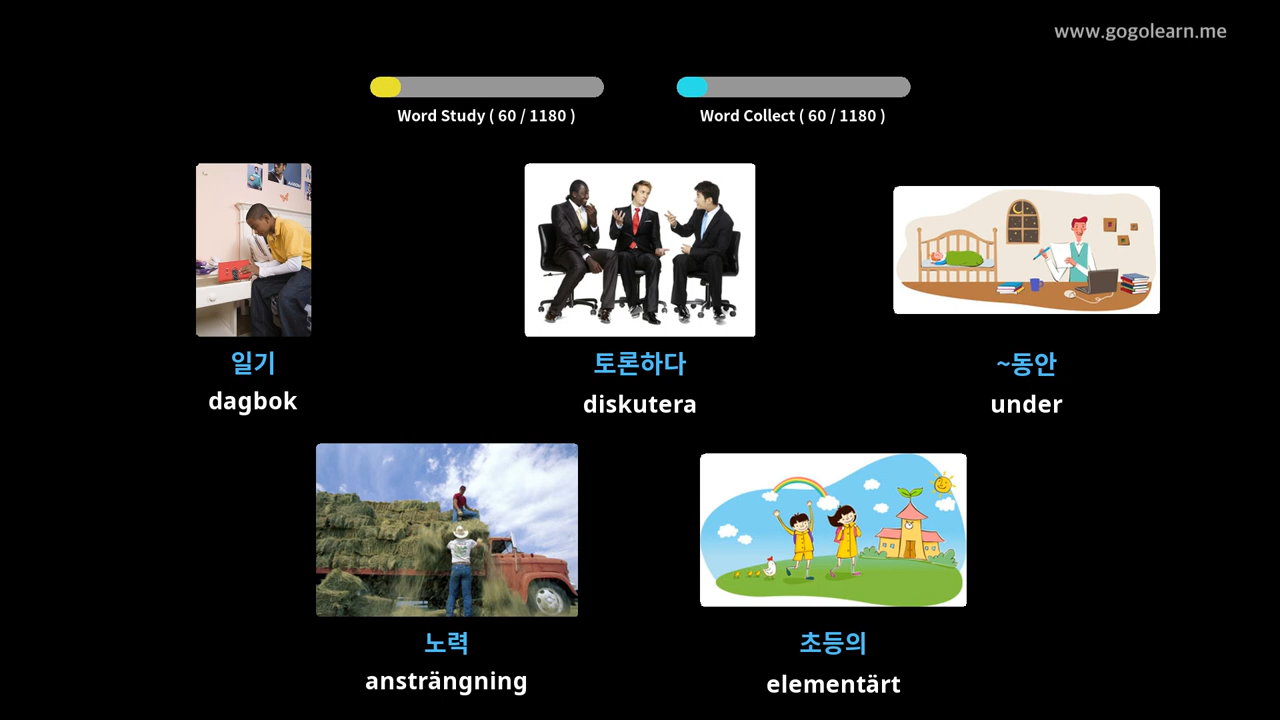 www.gogolearn.me
Word Study ( 60 / 1180 )
Word Collect ( 60 / 1180 )
일기
dagbok
토론하다
diskutera
~동안
under
노력
ansträngning
초등의
elementärt